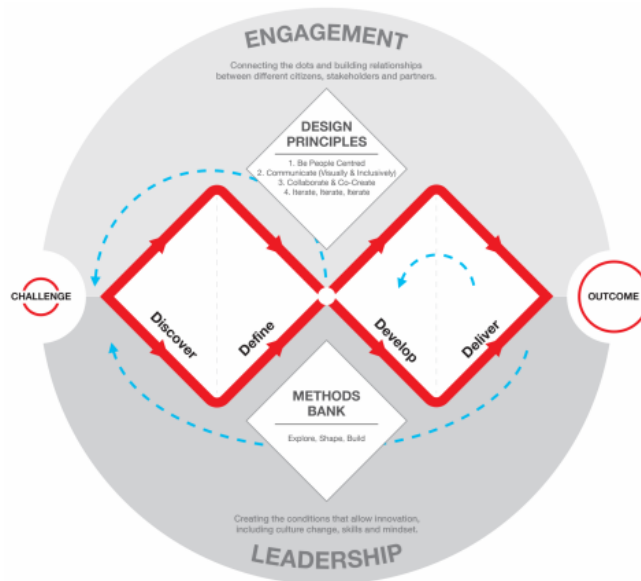 ENGAGEMENT
Connecting the dots and building relationships
between different citizens, stakeholders and partners.
DESIGN
PRINCIPLES
1. Be People Centred
2. Communicate (Visually & Inclusively)
3. Collaborate & Co-Create
4. Iterate, Iterate, Iterate
CHALLENGE
OUTCOME
Discover
Define
Develop
Deliver
METHODS
BANK
Explore, Shape, Build
Creating the conditions that allow innovation,
including culture change, skills and mindset.
LEADERSHIP